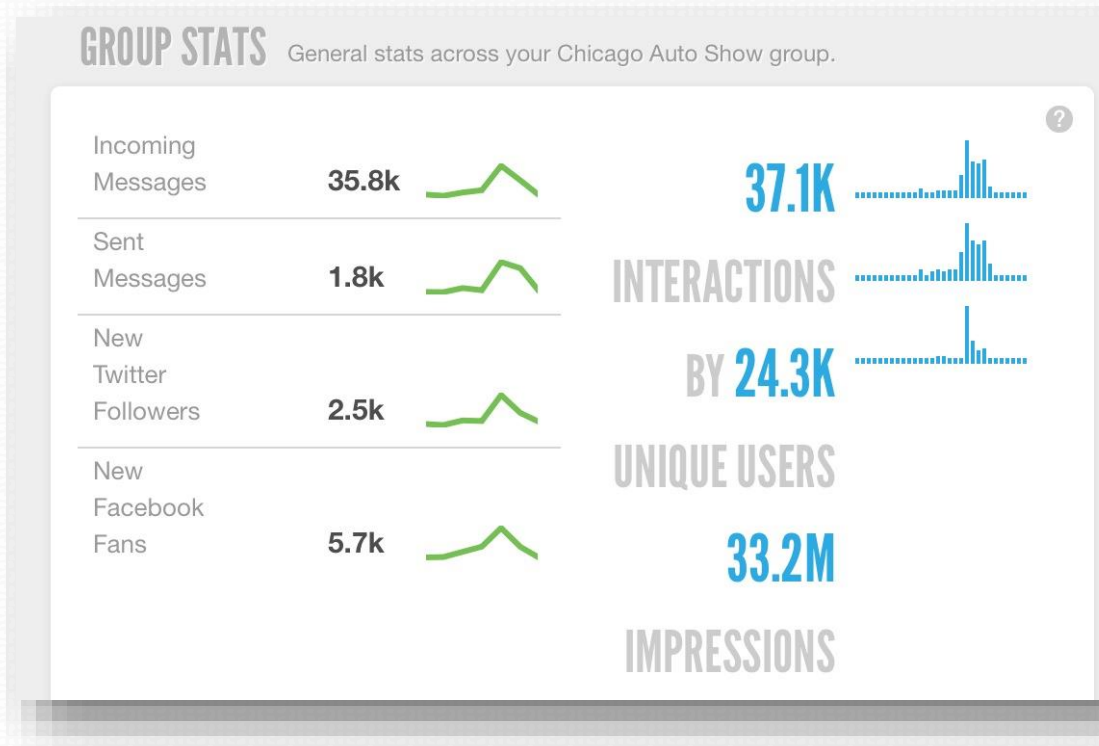 GROUP STATS General stats across your Chicago Auto Show group.
?
Incoming
Messages 35.8k
Sent
Messages 1.8k
New
Twitter
Followers 2.5k
New
Facebook
Fans 5.7k
37.1K
INTERACTIONS
BY 24.3K
UNIQUE USERS
33.2M
IMPRESSIONS